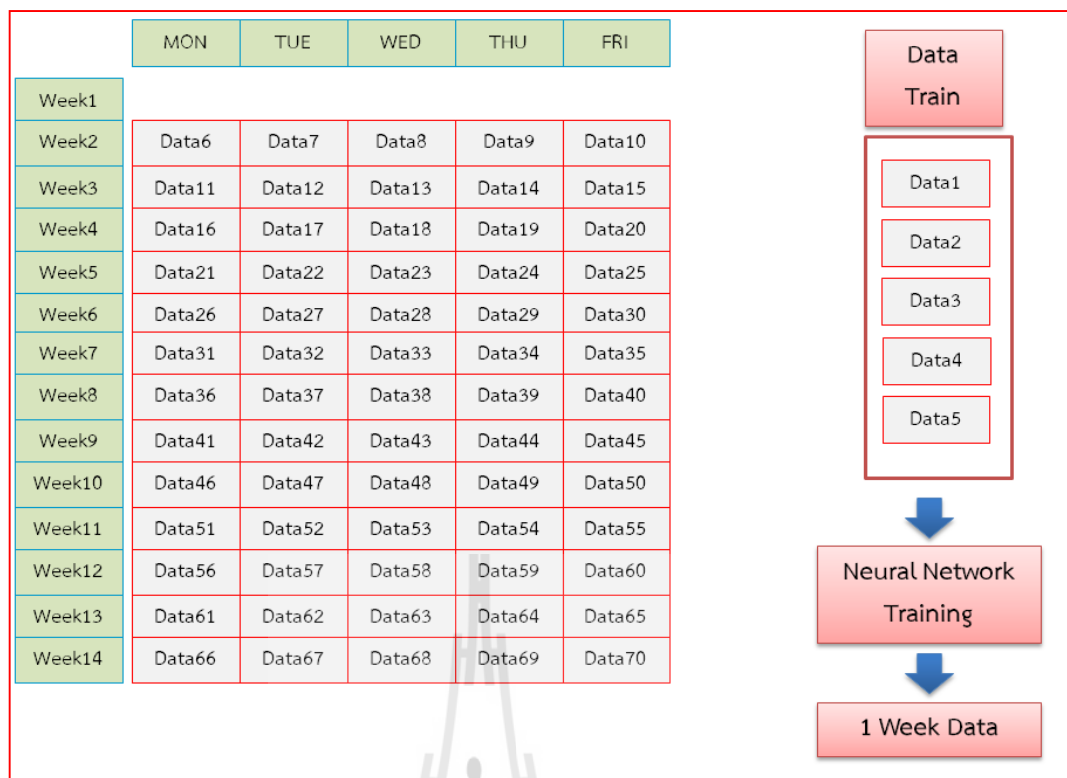 MON TUE WED THU FRI
Week1
Week2 Data6 Data7 Data8 Data9 Data10
Week3 Data11 Data12 Data13 Data14 Data15
Week4 Data16 Data17 Data18 Data19 Data20
Week5 Data21 Data22 Data23 Data24 Data25
Week6 Data26 Data27 Data28 Data29 Data30
Week7 Data31 Data32 Data33 Data34 Data35
Week8 Data36 Data37 Data38 Data39 Data40
Week9 Data41 Data42 Data43 Data44 Data45
Week10 Data46 Data47 Data48 Data49 Data50
Week11 Data51 Data52 Data53 Data54 Data55
Week12 Data56 Data57 Data58 Data59 Data60
Week13 Data61 Data62 Data63 Data64 Data65
Week14 Data66 Data67 Data68 Data69 Data70
Data
Train
Data1
Data2
Data3
Data4
Data5
Neural Network
Training
1 Week Data